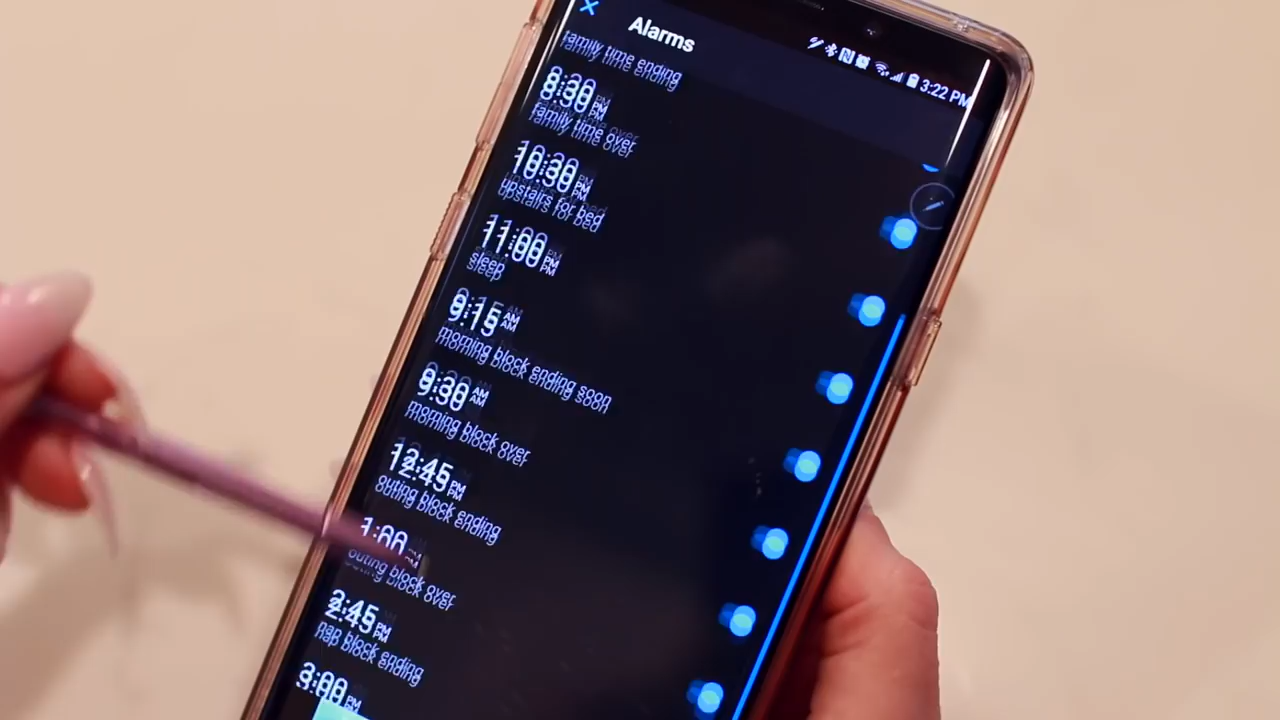 Alarms
3:22 PM
family time ending
8:30 PM
family time over
10:30 PM
upstairs for bed
11:00 PM
sleep
9:15 AM
morning block ending soon
9:30 AM
morning block over
12:45 PM
outing block ending
1:00 PM
outing block over
2:45 PM
nap block ending
3:00 PM